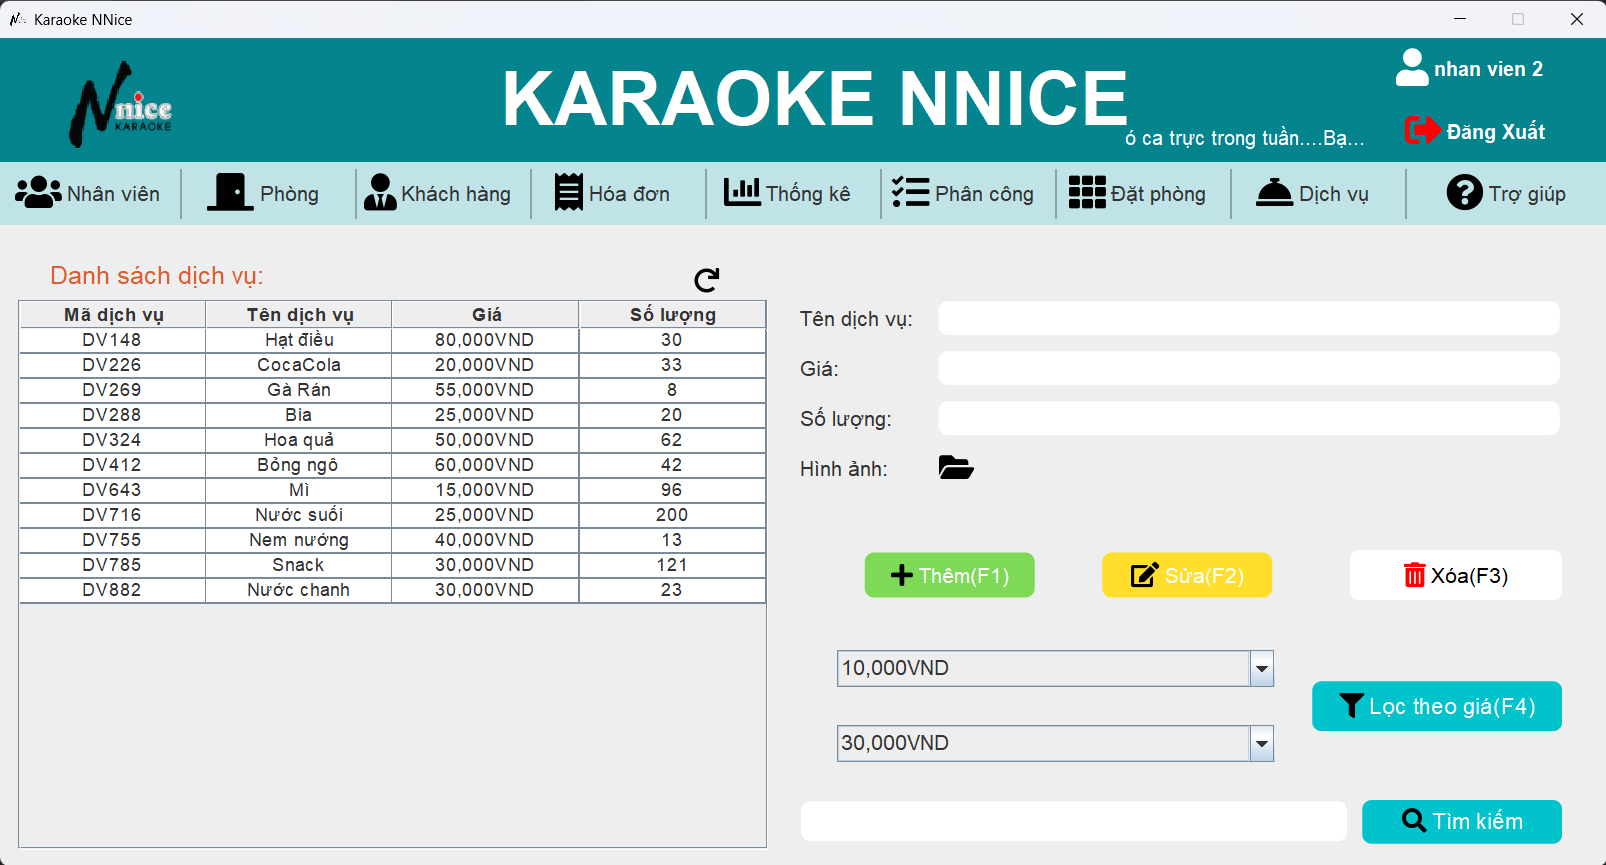 Karaoke NNice
Nnice
KARAOKE
KARAOKE NNICE
ó ca trực trong tuần....Bạ...
nhan vien 2
Đăng Xuất
Nhân viên
Phòng
Khách hàng
Hóa đơn
Thống kê
Phân công
Đặt phòng
Dịch vụ
Trợ giúp
Danh sách dịch vụ:
Mã dịch vụ Tên dịch vụ Giá Số lượng
DV148 Hạt điều 80,000VND 30
DV226 CocaCola 20,000VND 33
DV269 Gà Rán 55,000VND 8
DV288 Bia 25,000VND 20
DV324 Hoa quả 50,000VND 62
DV412 Bỏng ngô 60,000VND 42
DV643 Mì 15,000VND 96
DV716 Nước suối 25,000VND 200
DV755 Nem nướng 40,000VND 13
DV785 Snack 30,000VND 121
DV882 Nước chanh 30,000VND 23
Tên dịch vụ:
Giá:
Số lượng:
Hình ảnh:
Thêm(F1)
Sửa(F2)
Xóa(F3)
10,000VND
30,000VND
Lọc theo giá(F4)
Tìm kiếm